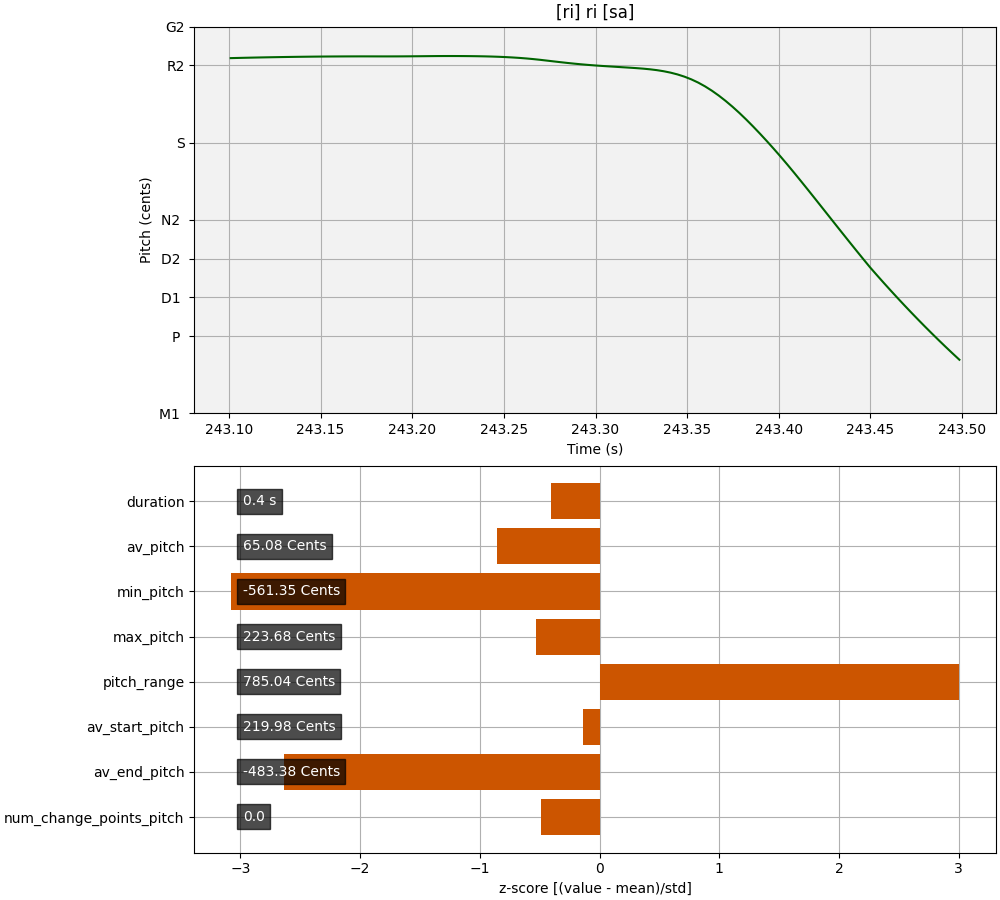 [ri] ri [sa]
G2
R2
S
N2
D2
D1
P
M1
Pitch (cents)
243.10 243.15 243.20 243.25 243.30 243.35 243.40 243.45 243.50
Time (s)
duration 0.4 s
av_pitch 65.08 Cents
min_pitch -561.35 Cents
max_pitch 223.68 Cents
pitch_range 785.04 Cents
av_start_pitch 219.98 Cents
av_end_pitch -483.38 Cents
num_change_points_pitch 0.0
−3 −2 −1 0 1 2 3
z-score [(value - mean)/std]